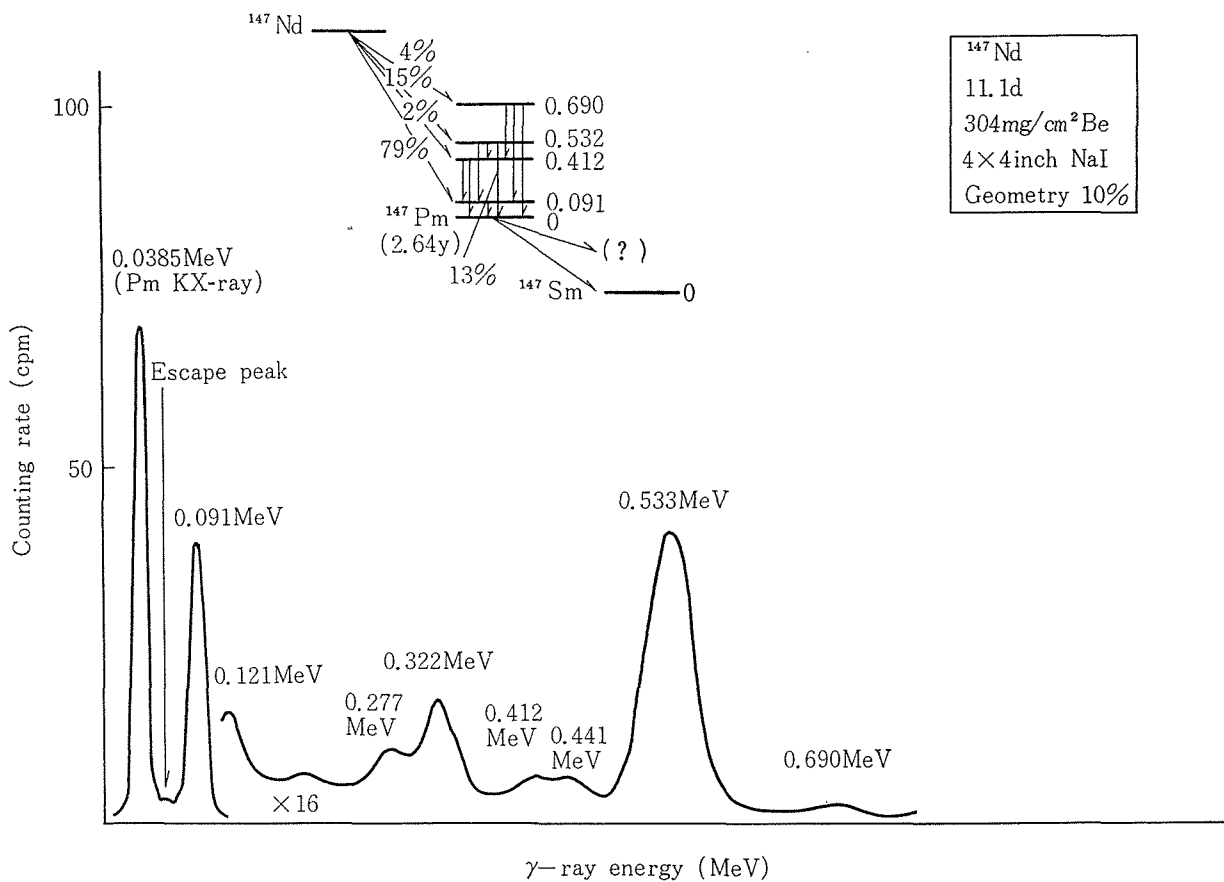 ¹⁴⁷Nd
4%
15%
2%
79%
0.690
0.532
0.412
0.091
0
¹⁴⁷Pm
(2.64y)
13%
(?)
¹⁴⁷Sm
0
¹⁴⁷Nd
11.1d
304mg/cm²Be
4×4inch NaI
Geometry 10%
100
50
Counting rate (cpm)
0.0385MeV
(Pm KX-ray)
Escape peak
0.091MeV
0.121MeV
×16
0.277
MeV
0.322MeV
0.412
MeV
0.441
MeV
0.533MeV
0.690MeV
γ-ray energy (MeV)